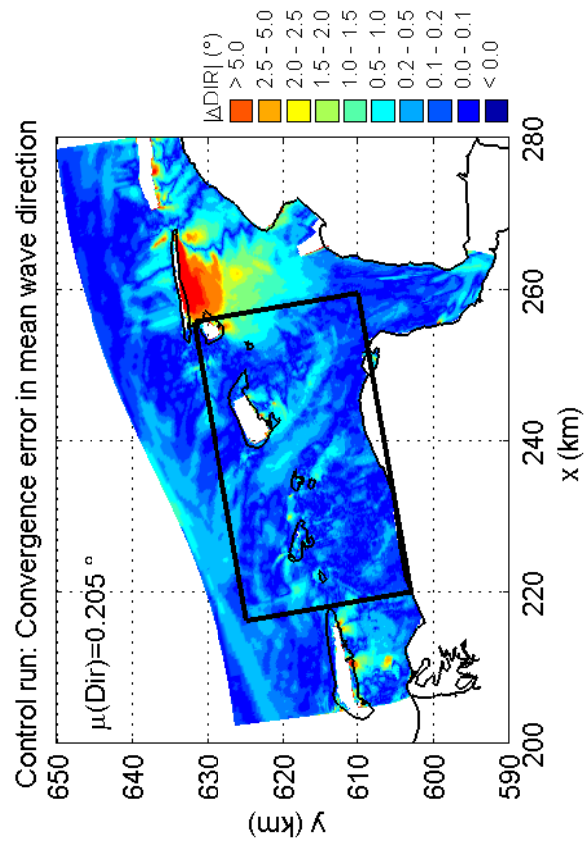 Control run: Convergence error in mean wave direction
μ(Dir)=0.205 °
650
640
630
620
610
600
590
y (km)
200
220
240
260
280
x (km)
|ΔDIR| (°)
> 5.0
2.5 - 5.0
2.0 - 2.5
1.5 - 2.0
1.0 - 1.5
0.5 - 1.0
0.2 - 0.5
0.1 - 0.2
0.0 - 0.1
< 0.0